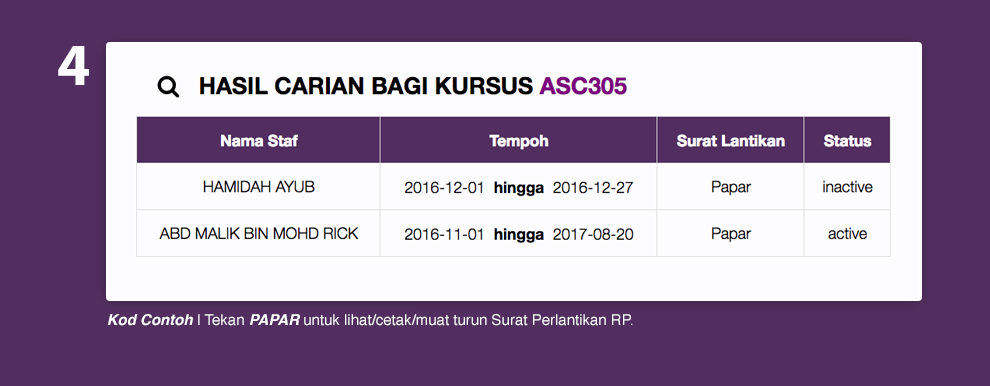 4
HASIL CARIAN BAGI KURSUS ASC305
Nama Staf Tempoh Surat Lantikan Status
HAMIDAH AYUB 2016-12-01 hingga 2016-12-27 Papar inactive
ABD MALIK BIN MOHD RICK 2016-11-01 hingga 2017-08-20 Papar active
Kod Contoh | Tekan PAPAR untuk lihat/cetak/muat turun Surat Perlantikan RP.